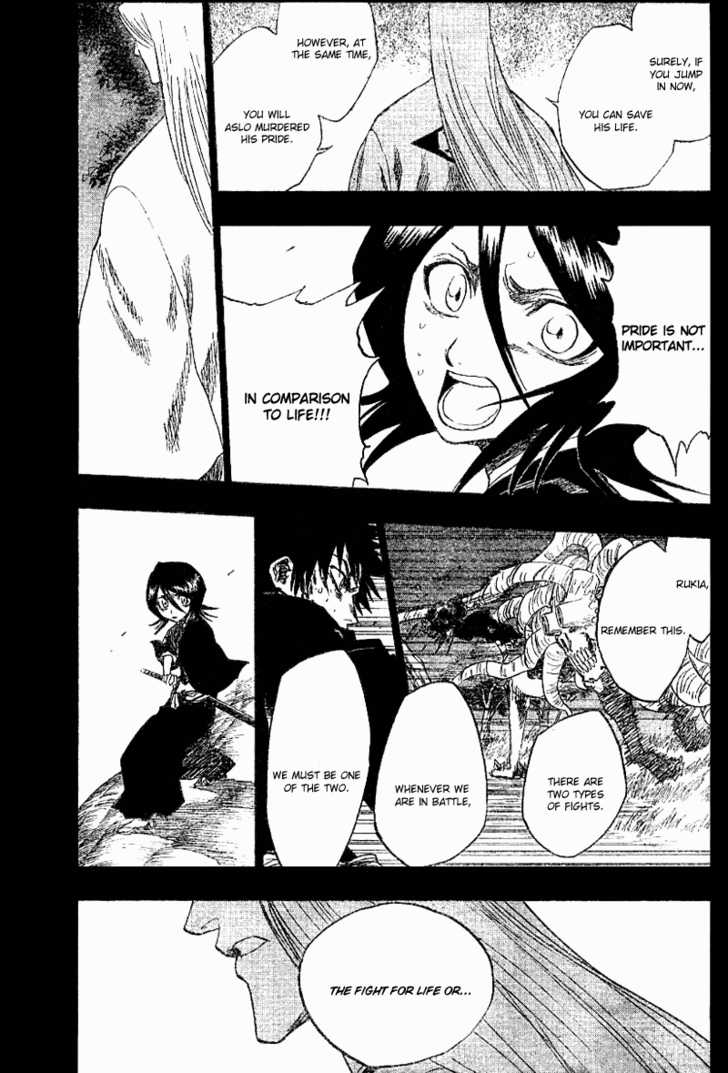 SURELY, IF
YOU JUMP
IN NOW,
YOU CAN SAVE
HIS LIFE.
HOWEVER, AT
THE SAME TIME,
YOU WILL
ASLO MURDERED
HIS PRIDE.
PRIDE IS NOT
IMPORTANT...
IN COMPARISON
TO LIFE!!!
RUKIA,
REMEMBER THIS.
THERE ARE
TWO TYPES
OF FIGHTS.
WHENEVER WE
ARE IN BATTLE,
WE MUST BE ONE
OF THE TWO.
THE FIGHT FOR LIFE OR...